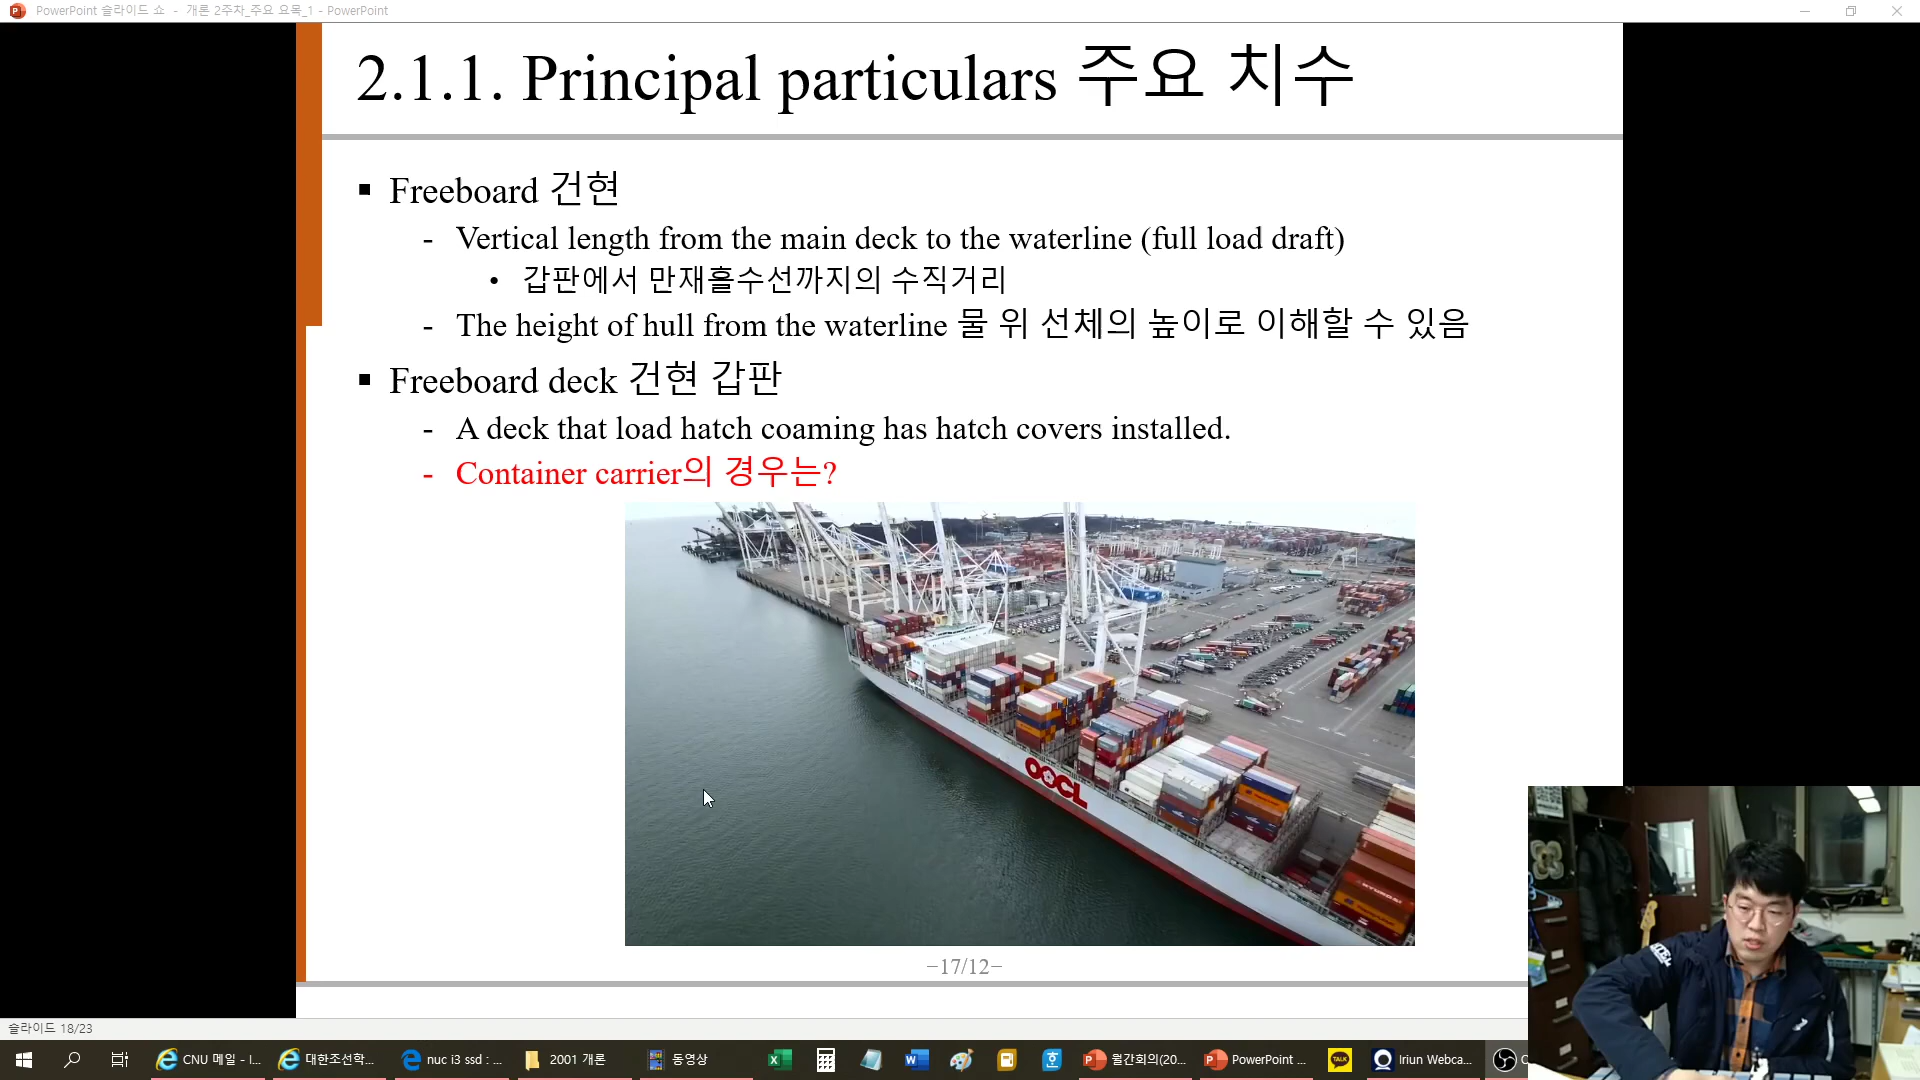 PowerPoint 슬라이드 쇼 - 개론 2주차_주요 요목_1 - PowerPoint
2.1.1. Principal particulars 주요 치수
▪ Freeboard 건현
- Vertical length from the main deck to the waterline (full load draft)
• 갑판에서 만재흘수선까지의 수직거리
- The height of hull from the waterline 물 위 선체의 높이로 이해할 수 있음
▪ Freeboard deck 건현 갑판
- A deck that load hatch coaming has hatch covers installed.
- Container carrier의 경우는?
OOCL
−17/12−
슬라이드 18/23
CNU 메일 - I...
대한조선학...
nuc i3 ssd : ...
2001 개론
동영상
월간회의(20...
PowerPoint ...
TALK
Iriun Webca...